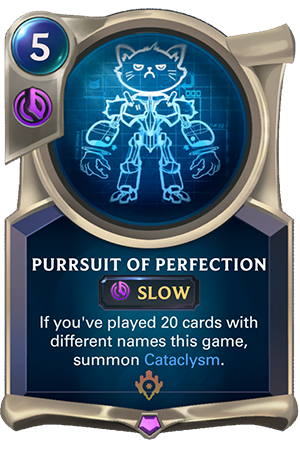 5
PURRSUIT OF PERFECTION
SLOW
If you've played 20 cards with
different names this game,
summon Cataclysm.